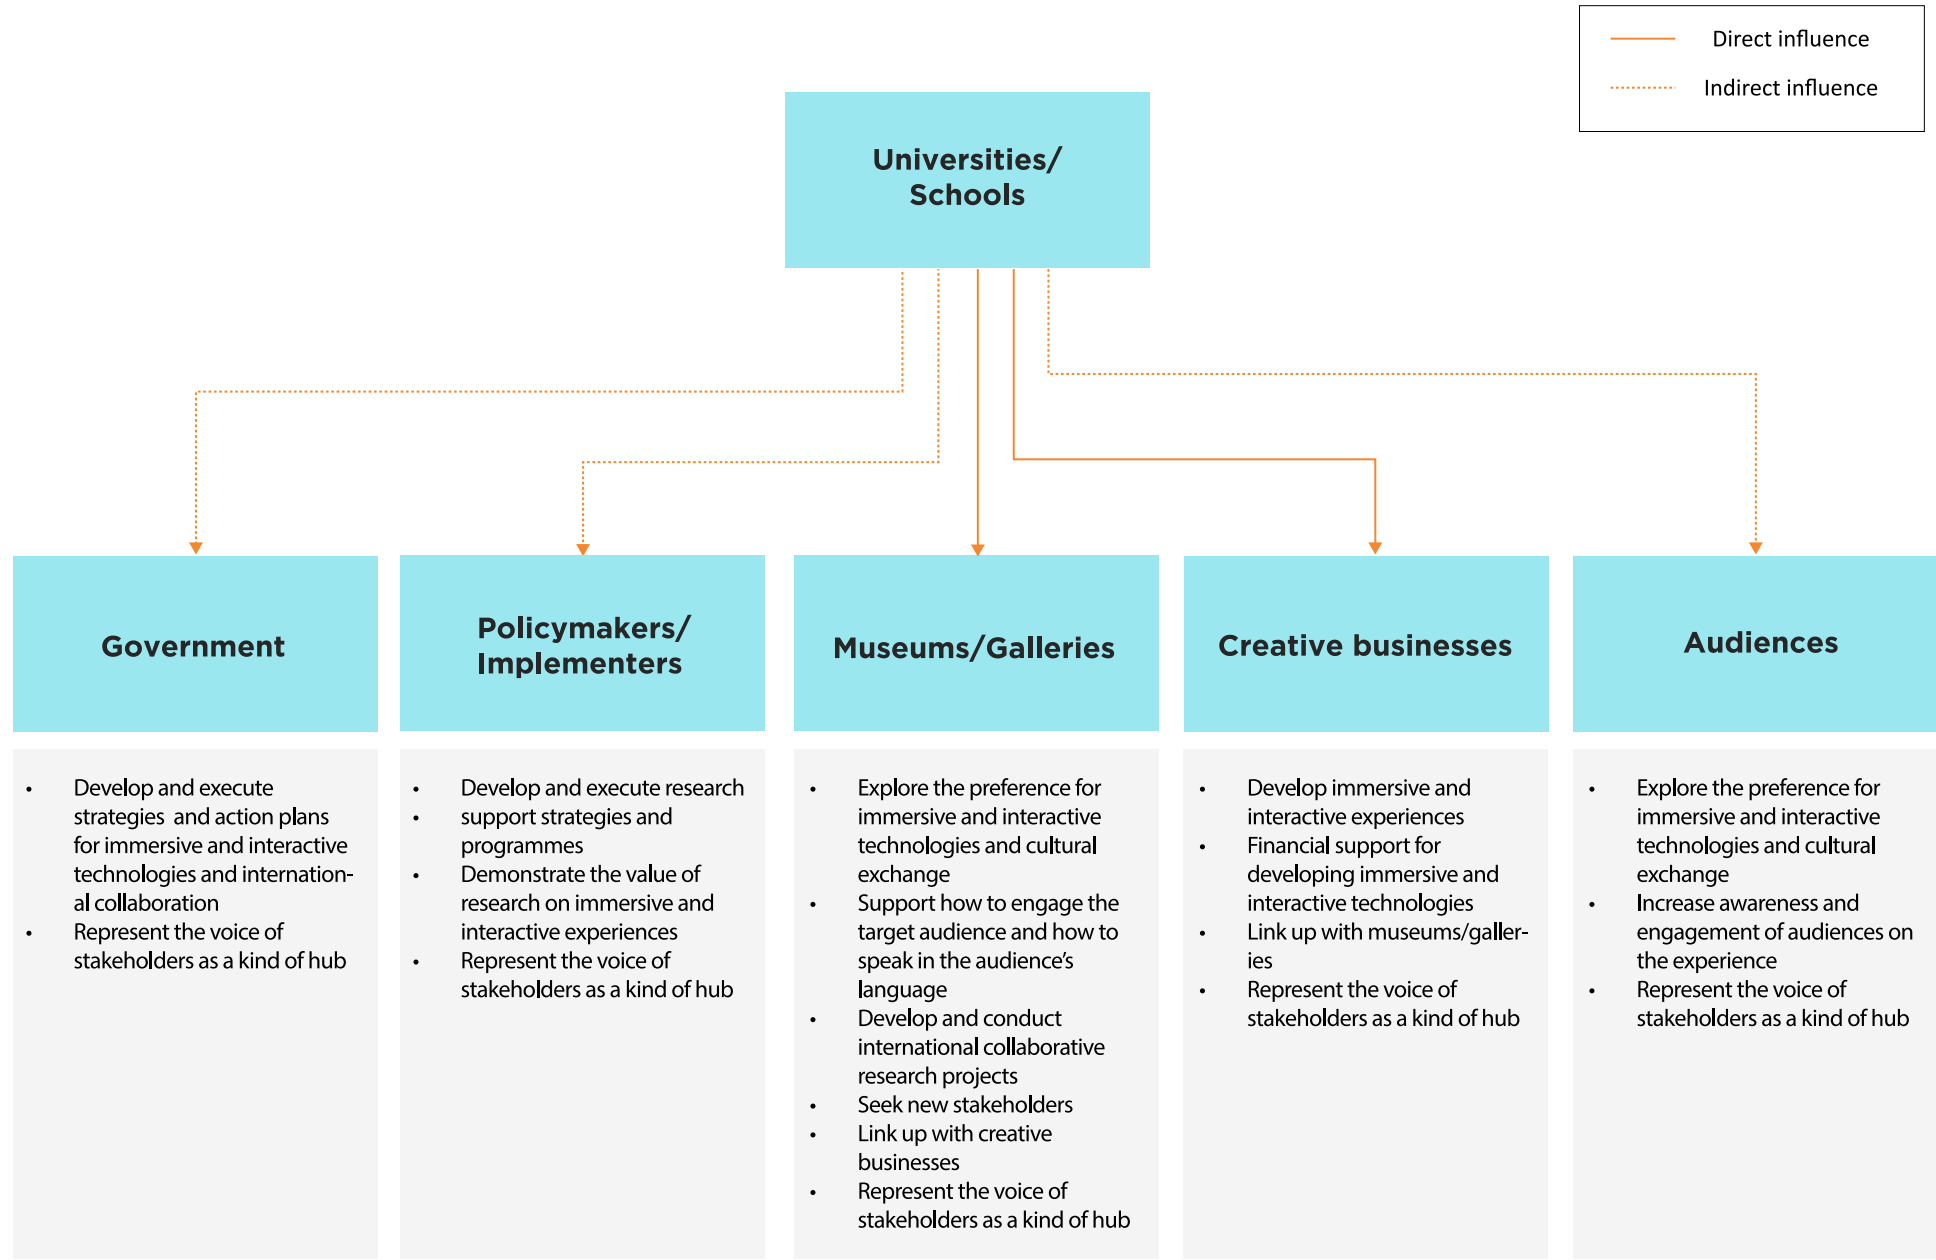 Direct influence
Indirect influence
Universities/
Schools
Government
Policymakers/
Implementers
Museums/Galleries
Creative businesses
Audiences
• Develop and execute
strategies and action plans
for immersive and interactive
technologies and internation-
al collaboration
• Represent the voice of
stakeholders as a kind of hub
• Develop and execute research
• support strategies and
programmes
• Demonstrate the value of
research on immersive and
interactive experiences
• Represent the voice of
stakeholders as a kind of hub
• Explore the preference for
immersive and interactive
technologies and cultural
exchange
• Support how to engage the
target audience and how to
speak in the audience's
language
• Develop and conduct
international collaborative
research projects
• Seek new stakeholders
• Link up with creative
businesses
• Represent the voice of
stakeholders as a kind of hub
• Develop immersive and
interactive experiences
• Financial support for
developing immersive and
interactive technologies
• Link up with museums/galler-
ies
• Represent the voice of
stakeholders as a kind of hub
• Explore the preference for
immersive and interactive
technologies and cultural
exchange
• Increase awareness and
engagement of audiences on
the experience
• Represent the voice of
stakeholders as a kind of hub